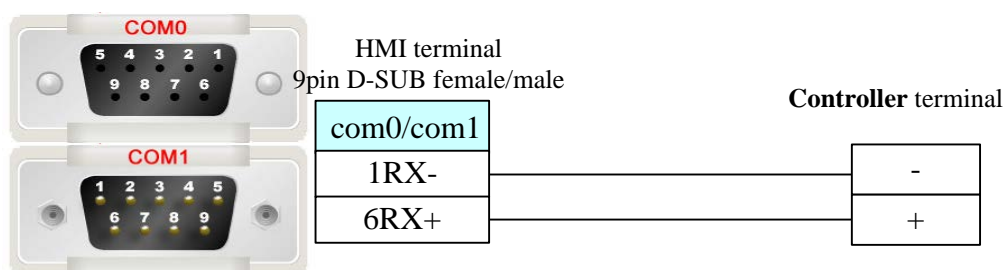 COM0
5 4 3 2 1
9 8 7 6
HMI terminal
9pin D-SUB female/male
Controller terminal
com0/com1
COM1
1RX-
-
1 2 3 4 5
6 7 8 9
6RX+
+